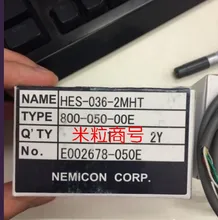 NAME HES-036-2MHT
TYPE 800-050-00E
Q'TY 2Y
米粒商号
No. E002678-050E
NEMICON CORP.